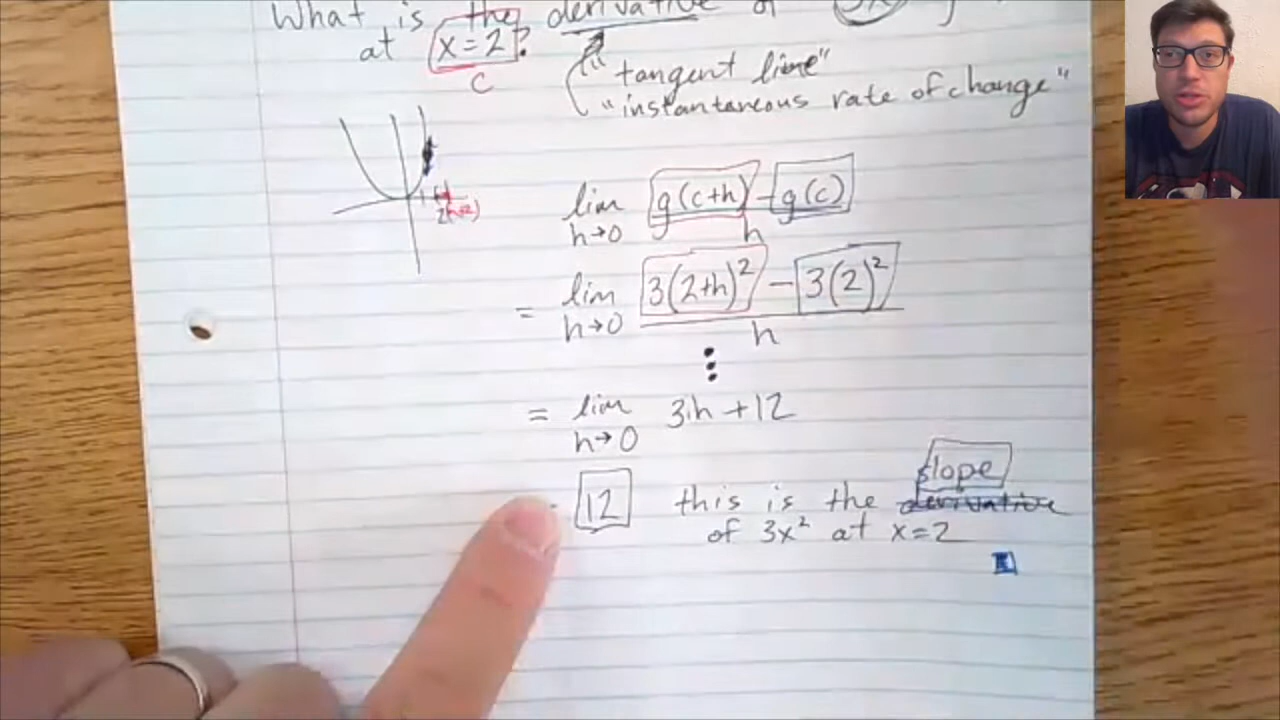 What is the derivative of
at x=2?
c
"tangent line"
"instantaneous rate of change"
2
lim g(c+h) - g(c)
h→0 h
= lim 3(2+h)² - 3(2)²
h→0 h
⋮
= lim 3h + 12
h→0
12 this is the slope derivative
of 3x² at x=2